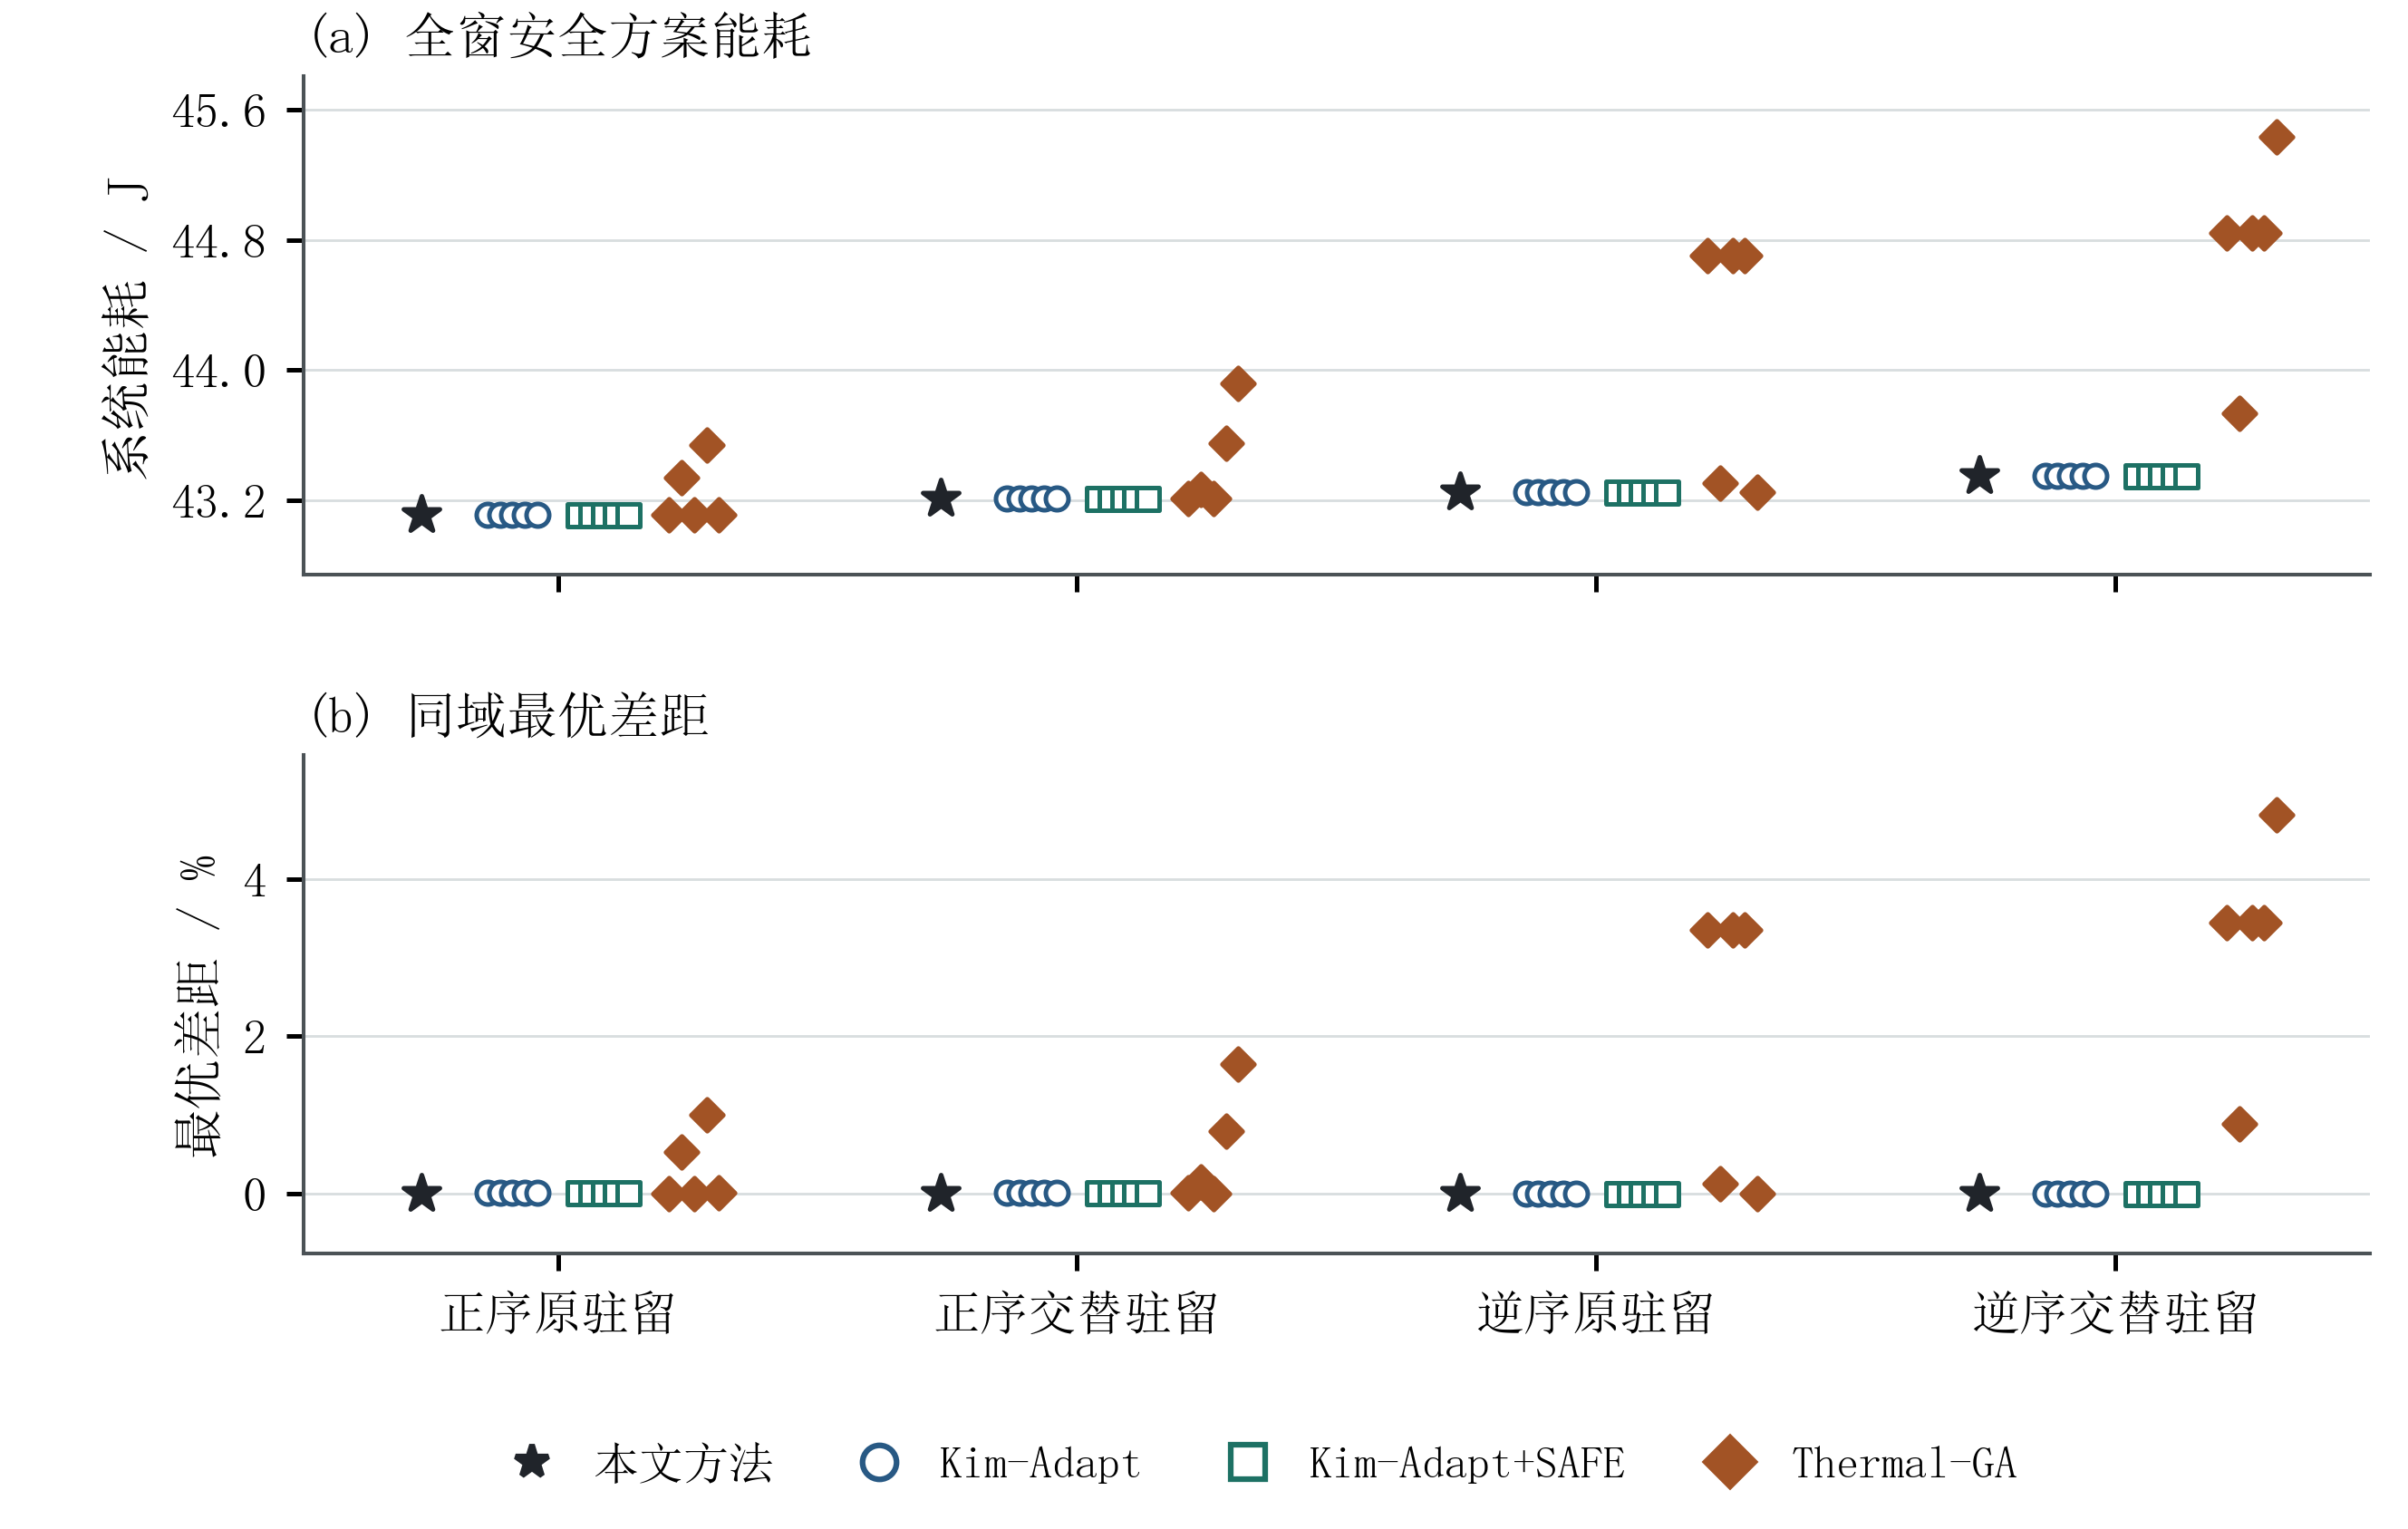 (a) 全窗安全方案能耗
系统能耗 / J
45.6
44.8
44.0
43.2
(b) 同域最优差距
最优差距 / %
4
2
0
正序原驻留 正序交替驻留 逆序原驻留 逆序交替驻留
本文方法 Kim-Adapt Kim-Adapt+SAFE Thermal-GA